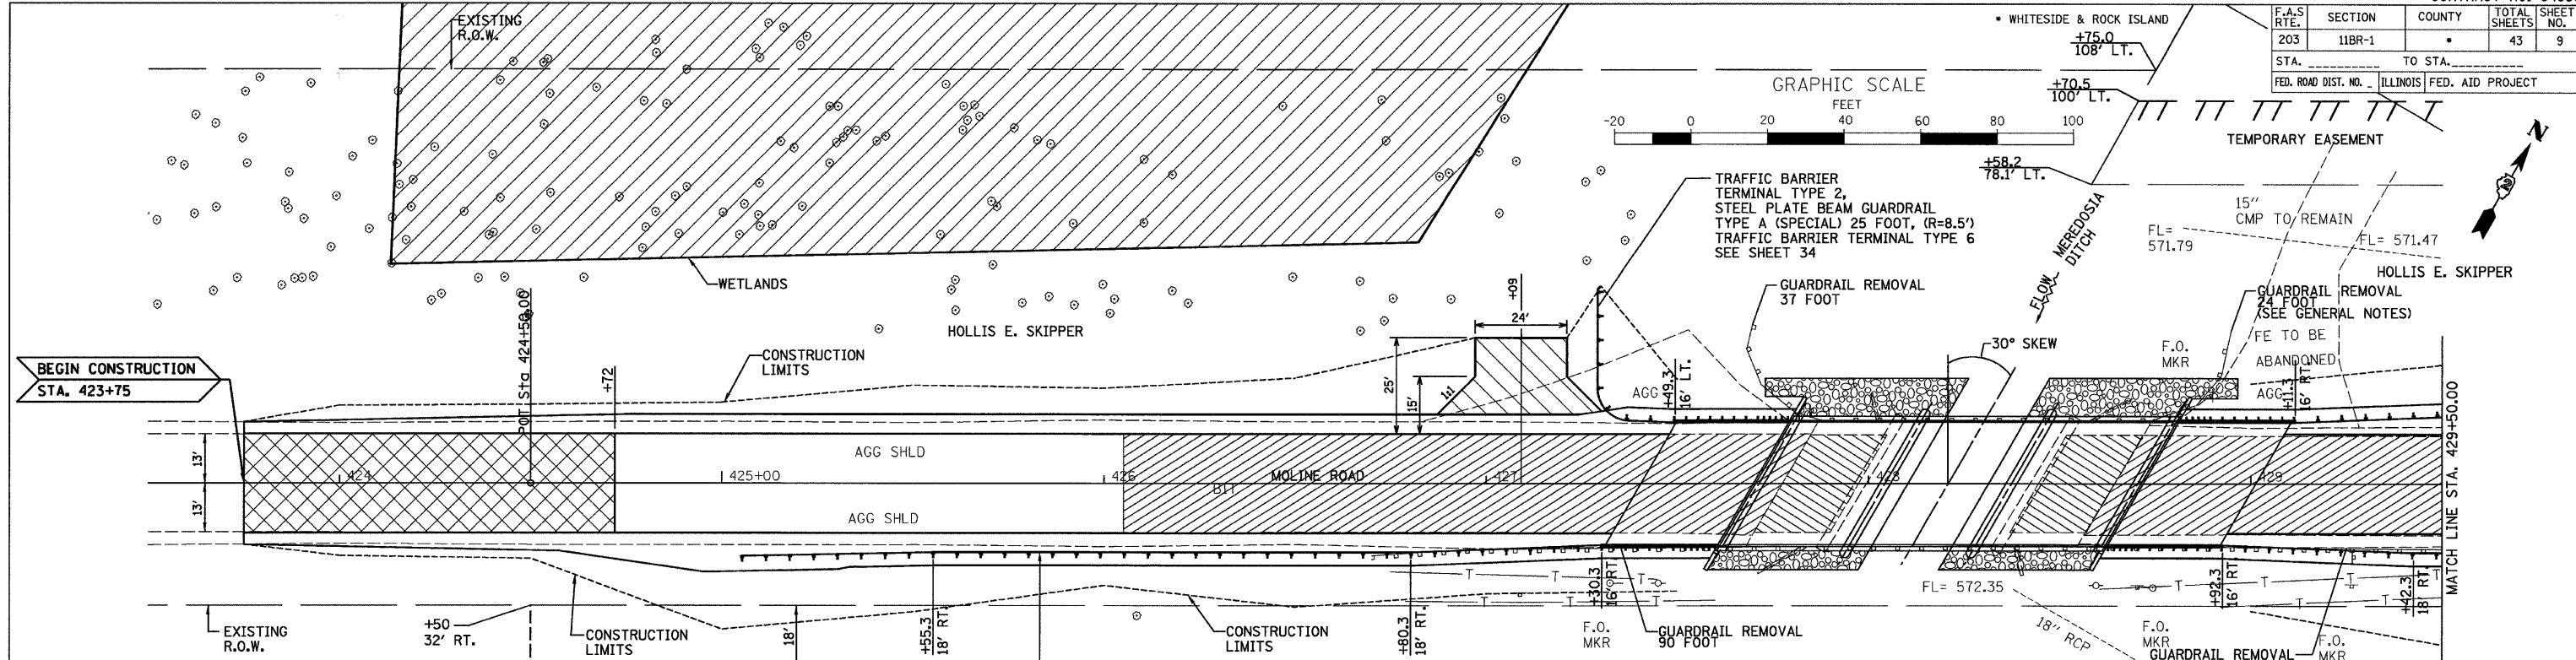 EXISTING
R.O.W.
• WHITESIDE & ROCK ISLAND
F.A.S
RTE.
SECTION
COUNTY
TOTAL
SHEETS
SHEET
NO.
203
11BR-1
•
43
9
STA. __________ TO STA.__________
FED. ROAD DIST. NO. _
ILLINOIS
FED. AID PROJECT
+75.0
108' LT.
+70.5
100' LT.
+58.2
78.1' LT.
GRAPHIC SCALE
FEET
-20 0 20 40 60 80 100
TEMPORARY EASEMENT
N
TRAFFIC BARRIER
TERMINAL TYPE 2,
STEEL PLATE BEAM GUARDRAIL
TYPE A (SPECIAL) 25 FOOT, (R=8.5')
TRAFFIC BARRIER TERMINAL TYPE 6
SEE SHEET 34
15"
CMP TO REMAIN
FL=
571.79
FL= 571.47
HOLLIS E. SKIPPER
FLOW MEREDOSIA
DITCH
WETLANDS
GUARDRAIL REMOVAL
37 FOOT
GUARDRAIL REMOVAL
24 FOOT
(SEE GENERAL NOTES)
HOLLIS E. SKIPPER
+09
24'
30° SKEW
FE TO BE
ABANDONED
F.O.
MKR
BEGIN CONSTRUCTION
STA. 423+75
POT Sta 424+50.00
+72
CONSTRUCTION
LIMITS
25'
15'
1:1
AGG
+49.3
16' LT.
AGG
+11.3
16' RT.
MATCH LINE STA. 429+50.00
13'
13'
AGG SHLD
424
425+00
426
BIT
MOLINE ROAD
427
428
429
AGG SHLD
EXISTING
R.O.W.
+50
32' RT.
CONSTRUCTION
LIMITS
18'
+55.3
18' RT.
CONSTRUCTION
LIMITS
+80.3
18' RT.
+30.3
16' RT.
F.O.
MKR
GUARDRAIL REMOVAL
90 FOOT
T T T T
T T T
FL= 572.35
18" RCP
F.O.
MKR
+92.3
16' RT.
T T T
T T
GUARDRAIL REMOVAL
F.O.
MKR
+42.3
18' RT.